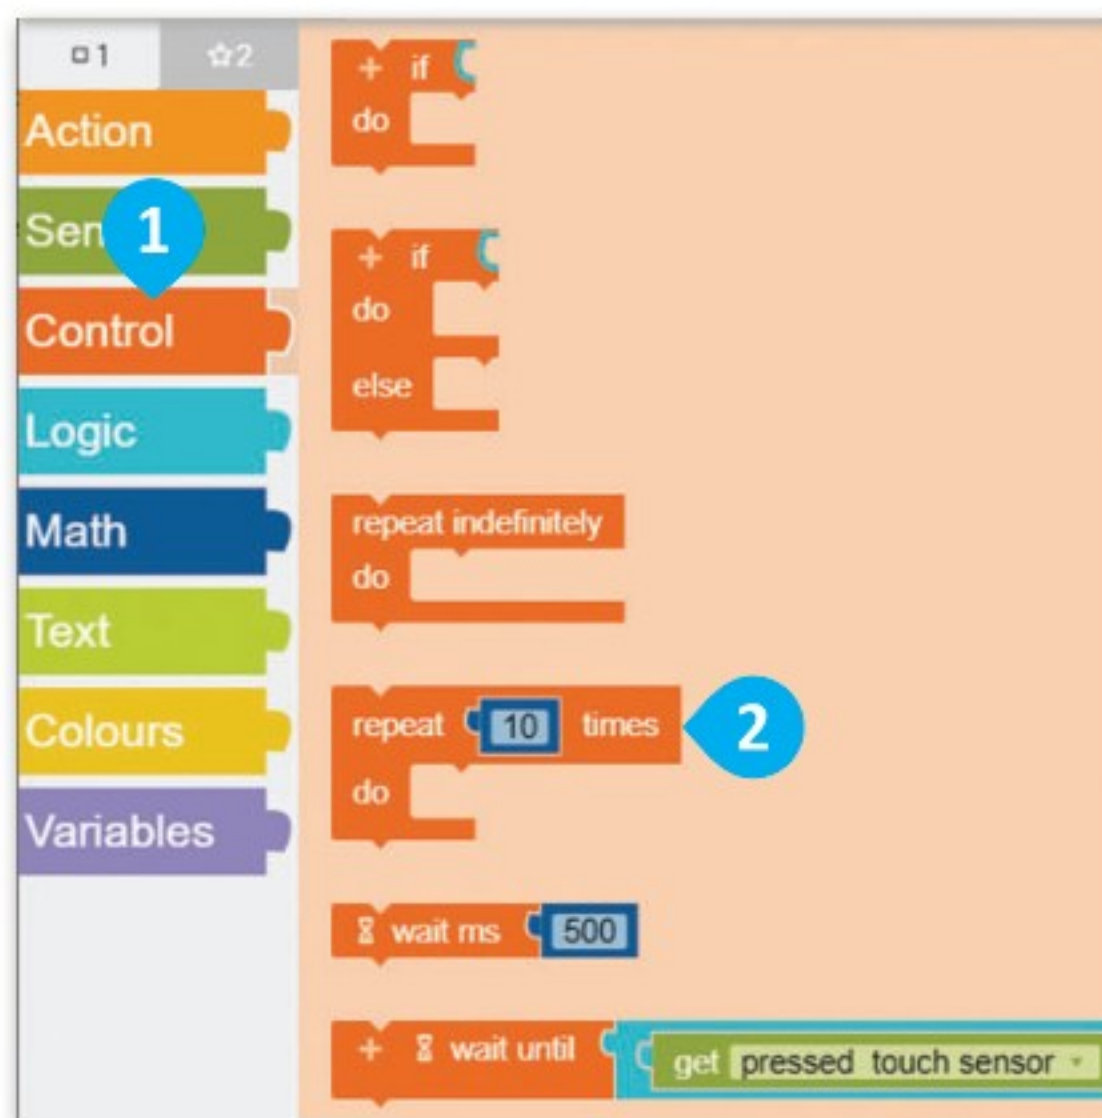 1 2
Action
Sen
1
Control
Logic
Math
Text
Colours
Variables
+ if
do
+ if
do
else
repeat indefinitely
do
repeat 10 times
2
do
wait ms 500
+ wait until get pressed touch sensor